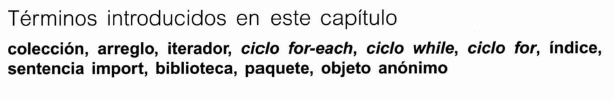 Términos introducidos en este capítulo
colección, arreglo, iterador, ciclo for-each, ciclo while, ciclo for, índice,
sentencia import, biblioteca, paquete, objeto anónimo